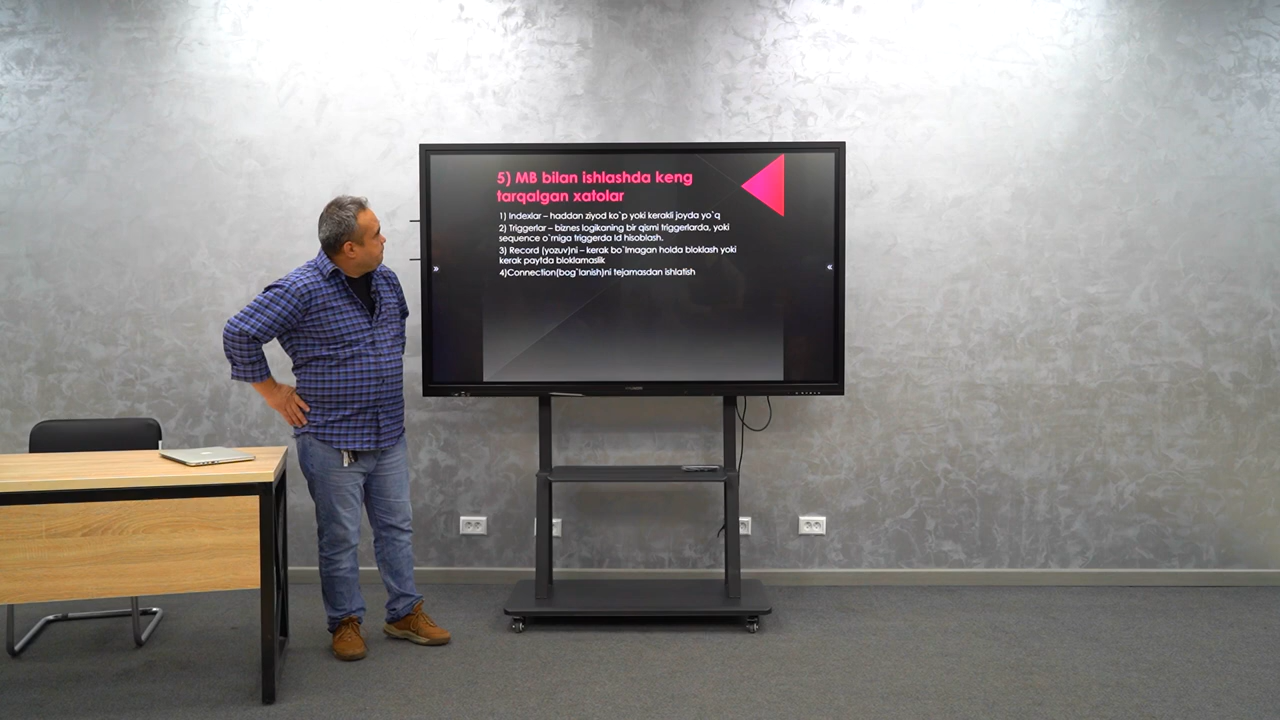 5) MB bilan ishlashda keng
tarqalgan xatolar
1) Indexlar – haddan ziyod ko`p yoki kerakli joyda yo`q
2) Triggerlar – biznes logikaning bir qismi triggerlarda, yoki
sequence o`rniga triggerda Id hisoblash.
3) Record (yozuv)ni – kerak bo`lmagan holda bloklash yoki
kerak paytda bloklamaslik
4)Connection(bog`lanish)ni tejamasdan ishlatish